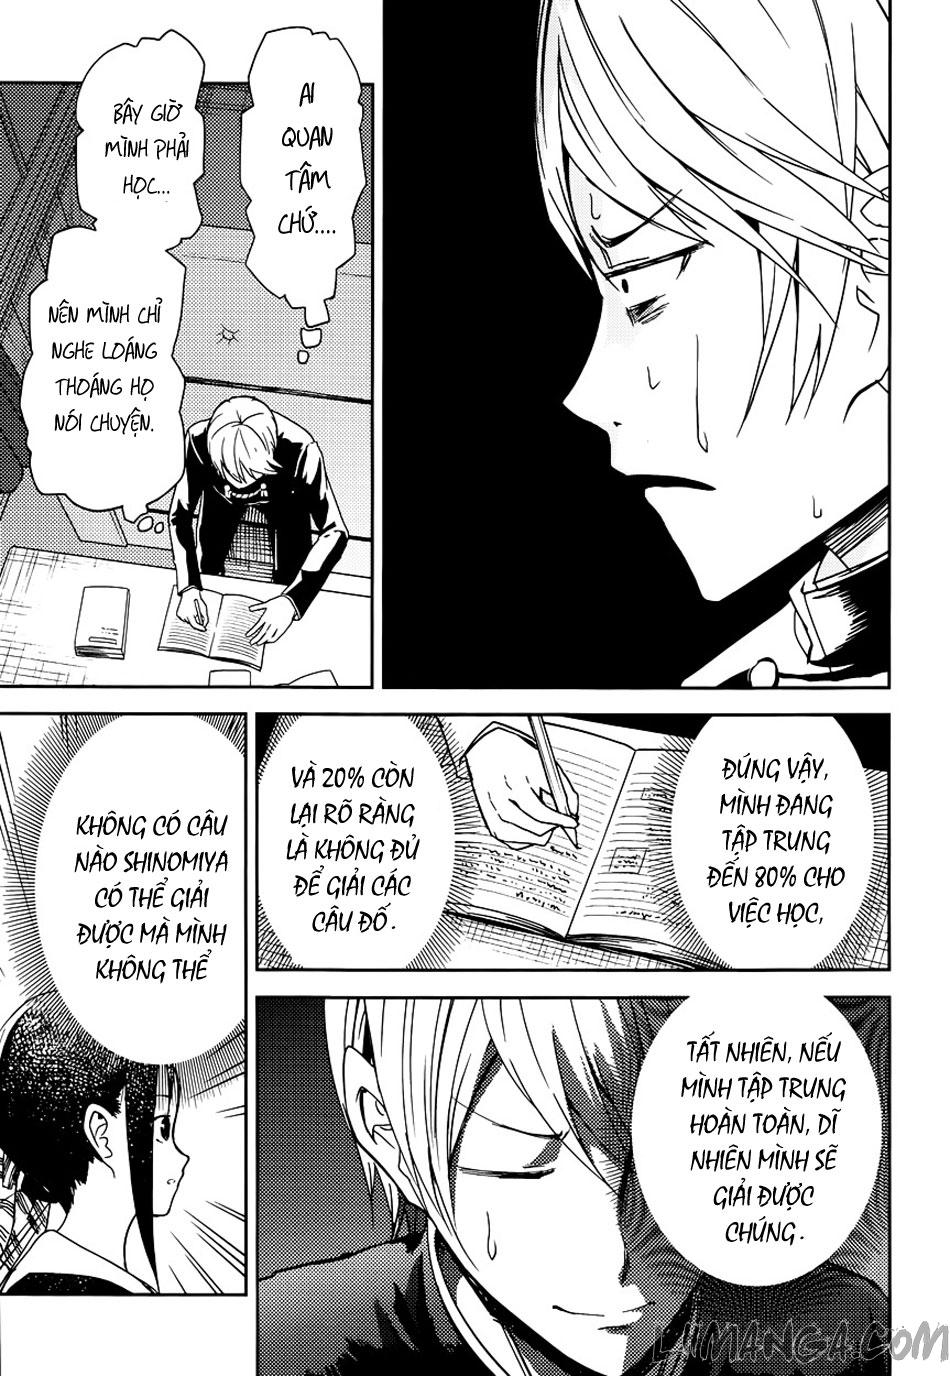 AI
QUAN
TÂM
CHỨ....
BÂY GIỜ
MÌNH PHẢI
HỌC...
NÊN MÌNH CHỈ
NGHE LOÁNG
THOÁNG HỌ
NÓI CHUYỆN.
ĐỨNG VẬY,
MÌNH ĐANG
TẬP TRUNG
ĐẾN 80% CHO
VIỆC HỌC,
VÀ 20% CÒN
LẠI RÕ RÀNG
LÀ KHÔNG ĐỦ
ĐỂ GIẢI CÁC
CÂU ĐỐ.
KHÔNG CÓ CÂU
NÀO SHINOMIYA
CÓ THỂ GIẢI
ĐƯỢC MÀ MÌNH
KHÔNG THỂ
TẤT NHIÊN, NẾU
MÌNH TẬP TRUNG
HOÀN TOÀN, DĨ
NHIÊN MÌNH SẼ
GIẢI ĐƯỢC
CHÚNG.
IZIMANGA.COM